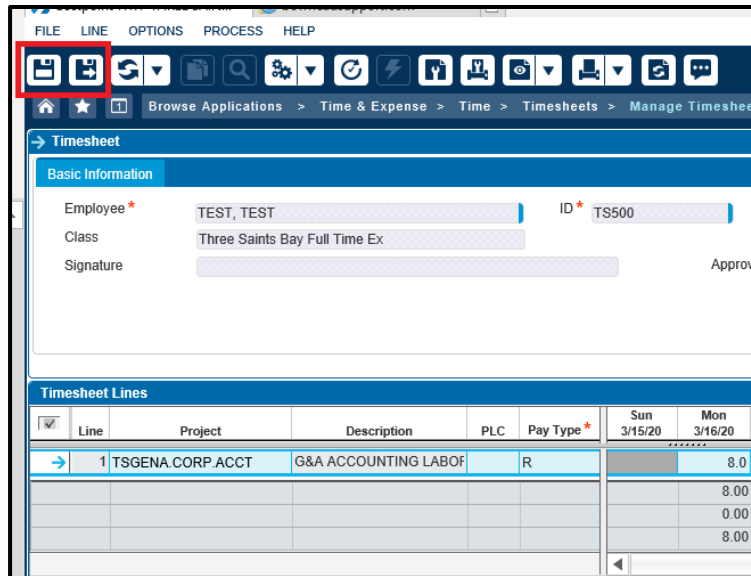 FILE LINE OPTIONS PROCESS HELP
1 Browse Applications > Time & Expense > Time > Timesheets > Manage Timeshee
Timesheet
Basic Information
Employee * TEST, TEST ID * TS500
Class Three Saints Bay Full Time Ex
Signature Approv
Timesheet Lines
Line Project Description PLC Pay Type * Sun 3/15/20 Mon 3/16/20
1 TSGENA.CORP.ACCT G&A ACCOUNTING LABOR R 8.0
8.00
0.00
8.00